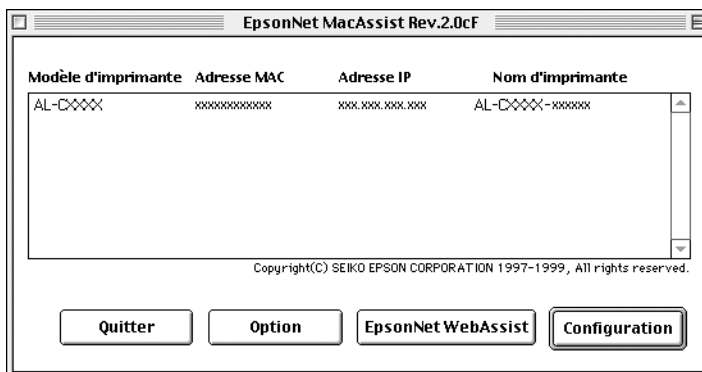 EpsonNet MacAssist Rev.2.0cF
Modèle d'imprimante Adresse MAC Adresse IP Nom d'imprimante
AL-CXXXX xxxxxxxxxxxx xxx.xxx.xxx.xxx AL-CXXXX-xxxxxx
Copyright(C) SEIKO EPSON CORPORATION 1997-1999, All rights reserved.
Quitter Option EpsonNet WebAssist Configuration